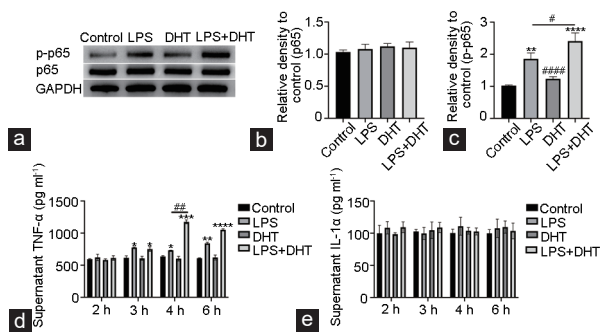 Control LPS DHT LPS+DHT
p-p65
p65
GAPDH
a
Relative density to
control (p65)
1.5
1.0
0.5
0
Control
LPS
DHT
LPS+DHT
b
Relative density to
control (p-p65)
3
2
1
0
**
####
#
****
Control
LPS
DHT
LPS+DHT
c
Supernatant TNF-α (pg ml-1)
1500
1000
500
0
* *
* ## ***
** ****
2 h 3 h 4 h 6 h
Control
LPS
DHT
LPS+DHT
d
Supernatant IL-1α (pg ml-1)
200
150
100
50
0
2 h 3 h 4 h 6 h
Control
LPS
DHT
LPS+DHT
e